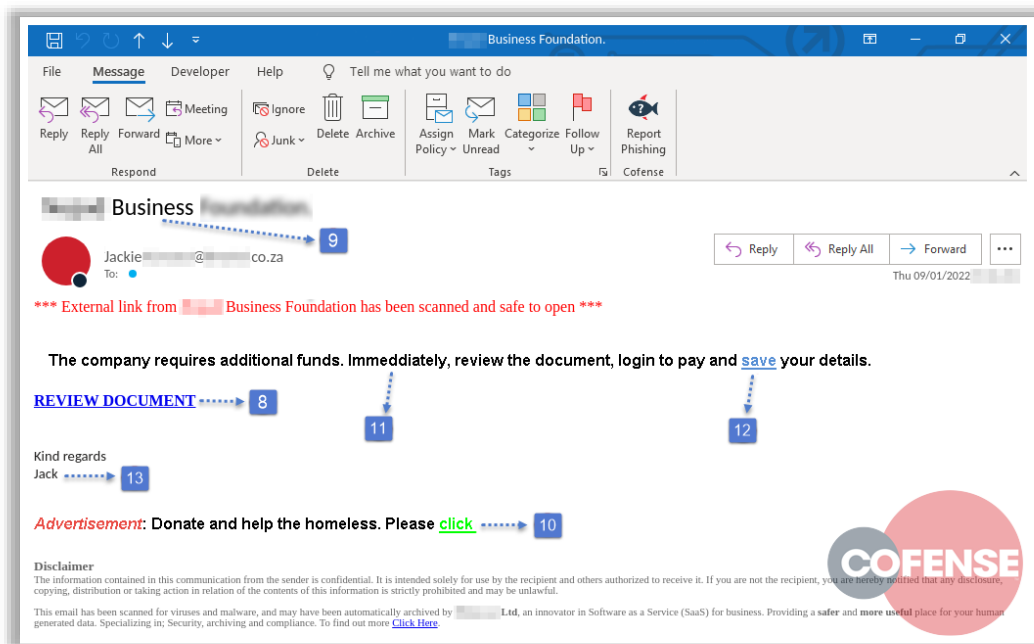 Business Foundation.
File Message Developer Help Tell me what you want to do
Reply
Reply All
Forward
Meeting
More
Respond
Ignore
Junk
Delete
Archive
Delete
Assign Policy
Mark Unread
Categorize
Follow Up
Tags
Report Phishing
Cofense
Business Foundation.
9
Jackie @ co.za
To:
Reply Reply All Forward ...
Thu 09/01/2022
*** External link from Business Foundation has been scanned and safe to open ***
The company requires additional funds. Immeddiately, review the document, login to pay and save your details.
REVIEW DOCUMENT 8
11
12
Kind regards
Jack 13
Advertisement: Donate and help the homeless. Please click 10
COFENSE
Disclaimer
The information contained in this communication from the sender is confidential. It is intended solely for use by the recipient and others authorized to receive it. If you are not the recipient, you are hereby notified that any disclosure,
copying, distribution or taking action in relation of the contents of this information is strictly prohibited and may be unlawful.
This email has been scanned for viruses and malware, and may have been automatically archived by Ltd, an innovator in Software as a Service (SaaS) for business. Providing a safer and more useful place for your human
generated data. Specializing in; Security, archiving and compliance. To find out more Click Here.